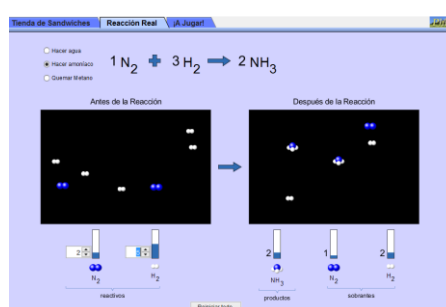 Tienda de Sandwiches Reacción Real ¡A Jugar!
Hacer agua
Hacer amoníaco
Quemar Metano
1 N2 + 3 H2 → 2 NH3
Antes de la Reacción Después de la Reacción
2 2 1 2
N2 H2 NH3 N2 H2
reactivos productos sobrantes
Reiniciar todo